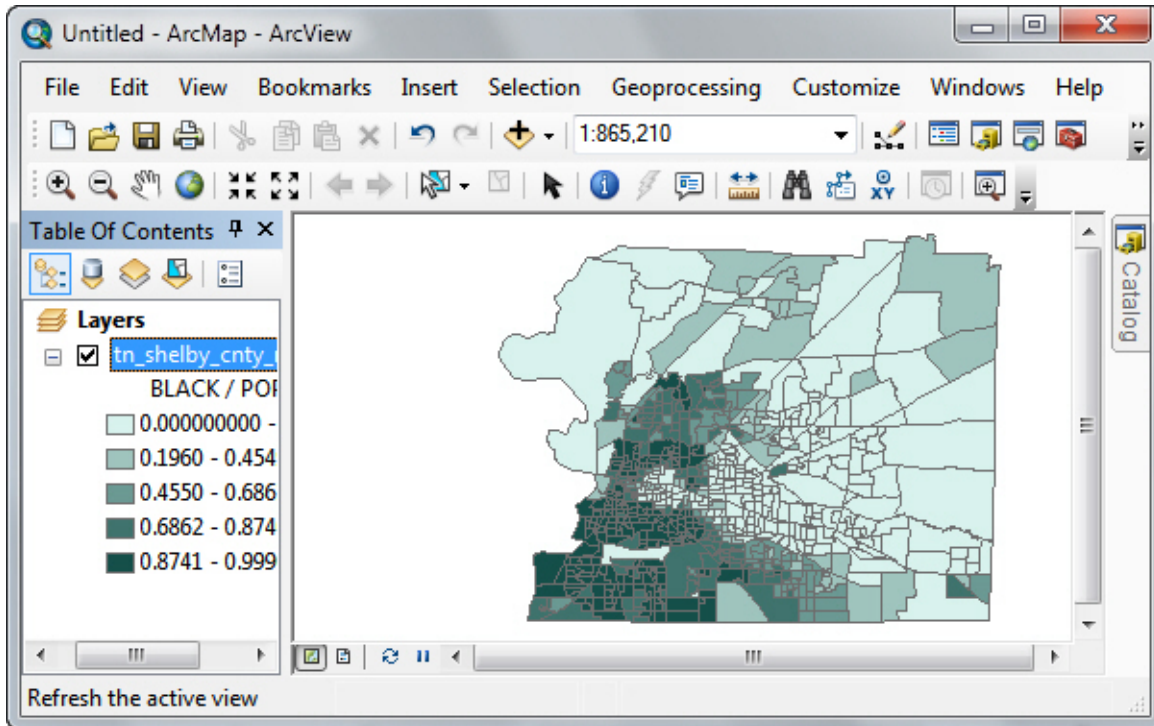 Untitled - ArcMap - ArcView
File Edit View Bookmarks Insert Selection Geoprocessing Customize Windows Help
1:865,210
XY
Table Of Contents
Catalog
Layers
tn_shelby_cnty_
BLACK / POP
0.000000000 -
0.1960 - 0.454
0.4550 - 0.686
0.6862 - 0.874
0.8741 - 0.999
Refresh the active view